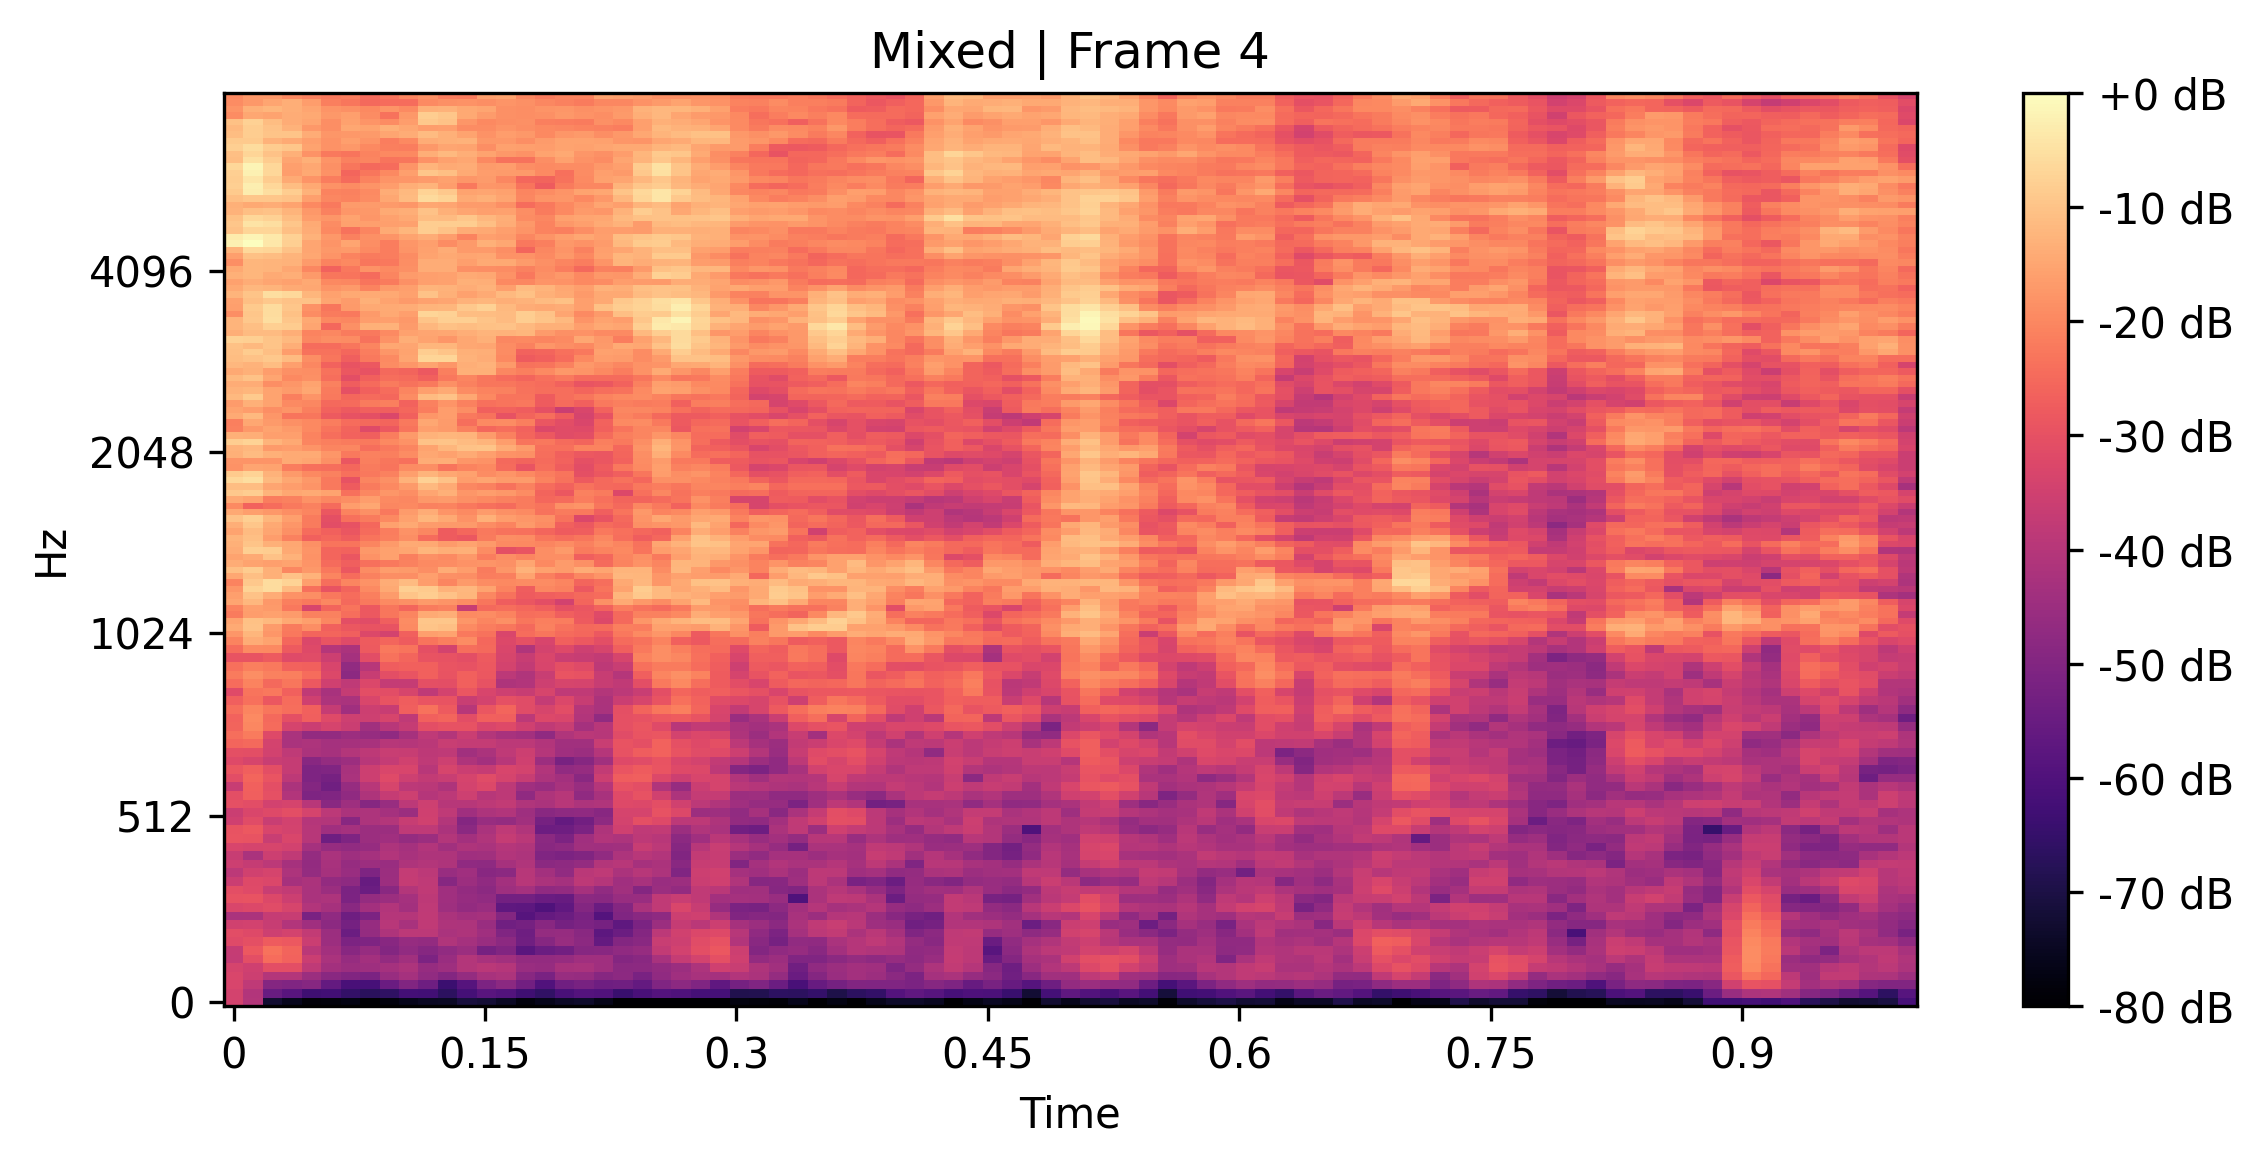 Mixed | Frame 4
+0 dB
-10 dB
-20 dB
-30 dB
-40 dB
-50 dB
-60 dB
-70 dB
-80 dB
4096
2048
1024
512
0
Hz
0 0.15 0.3 0.45 0.6 0.75 0.9
Time